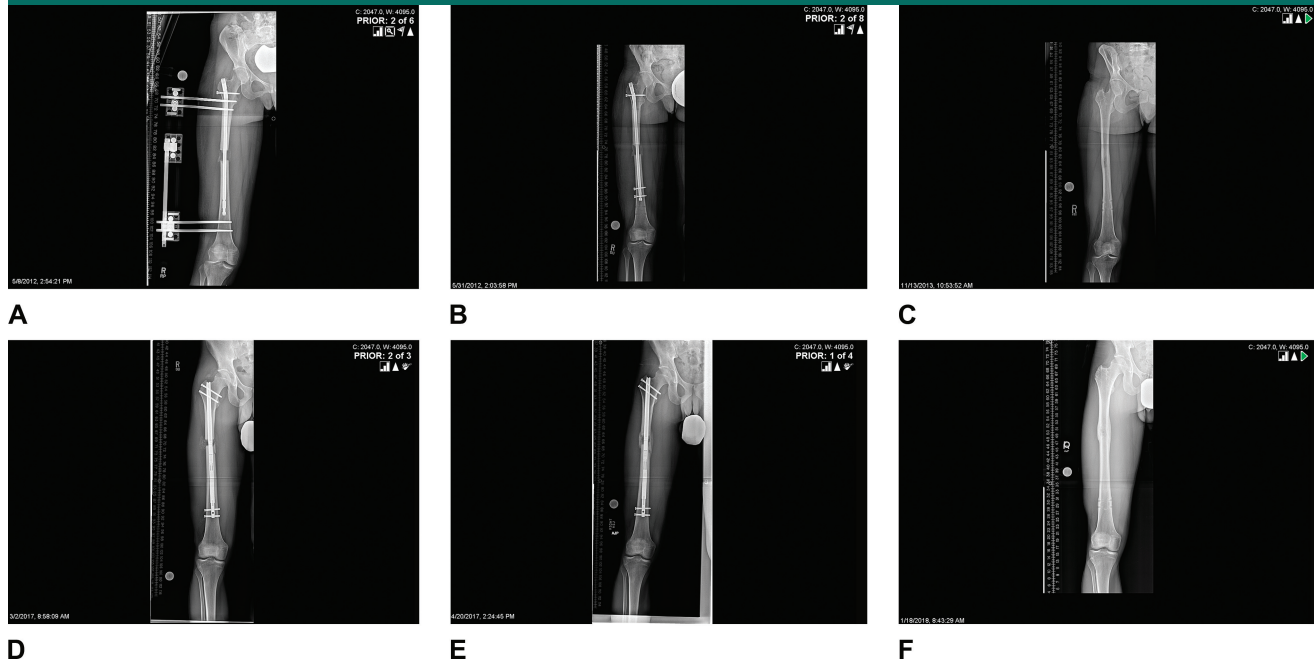 C: 2047.0, W: 4095.0
PRIOR: 2 of 6
5/8/2012, 2:54:21 PM
A
C: 2047.0, W: 4095.0
PRIOR: 2 of 8
5/31/2012, 2:03:58 PM
B
C: 2047.0, W: 4095.0
11/13/2013, 10:53:52 AM
C
C: 2047.0, W: 4095.0
PRIOR: 2 of 3
3/2/2017, 8:58:09 AM
D
C: 2047.0, W: 4095.0
PRIOR: 1 of 4
4/20/2017, 2:24:45 PM
E
C: 2047.0, W: 4095.0
1/18/2018, 8:43:29 AM
F